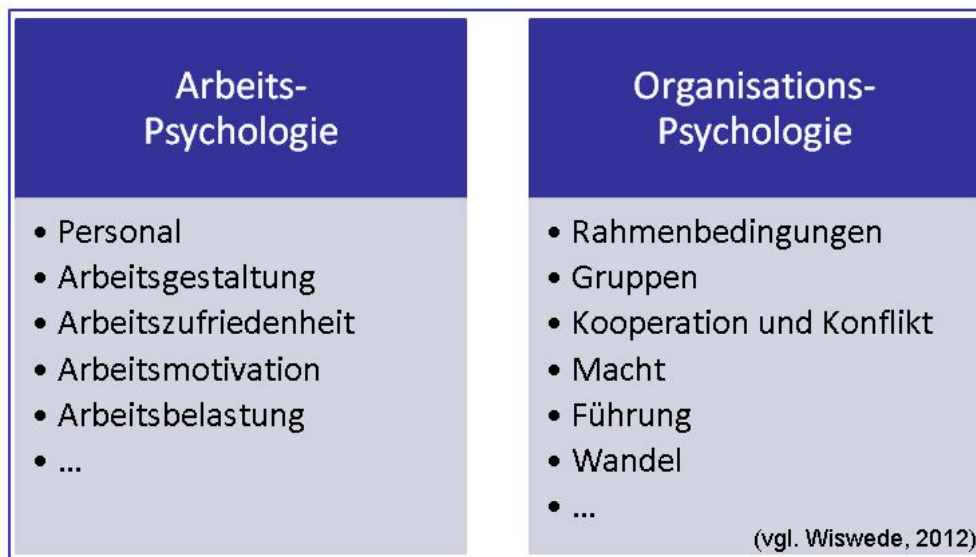 Arbeits-
Psychologie
• Personal
• Arbeitsgestaltung
• Arbeitszufriedenheit
• Arbeitsmotivation
• Arbeitsbelastung
• ...
Organisations-
Psychologie
• Rahmenbedingungen
• Gruppen
• Kooperation und Konflikt
• Macht
• Führung
• Wandel
• ...
(vgl. Wiswede, 2012)